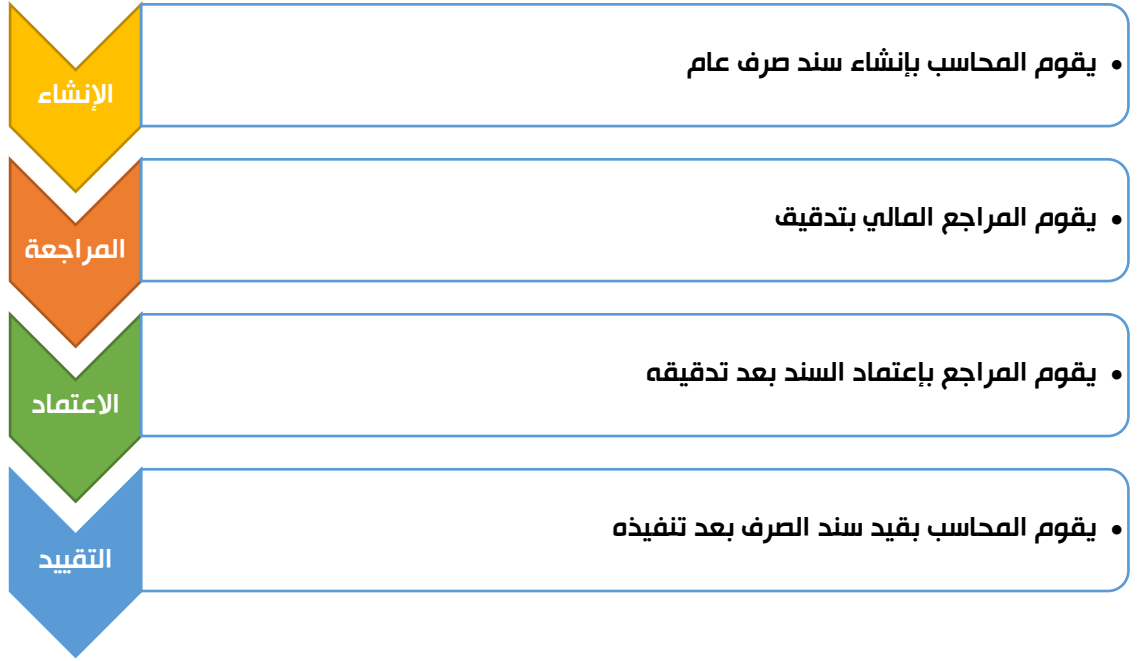 الإنشاء
• يقوم المحاسب بإنشاء سند صرف عام
المراجعة
• يقوم المراجع المالي بتدقيق
الاعتماد
• يقوم المراجع بإعتماد السند بعد تدقيقه
التقييد
• يقوم المحاسب بقيد سند الصرف بعد تنفيذه